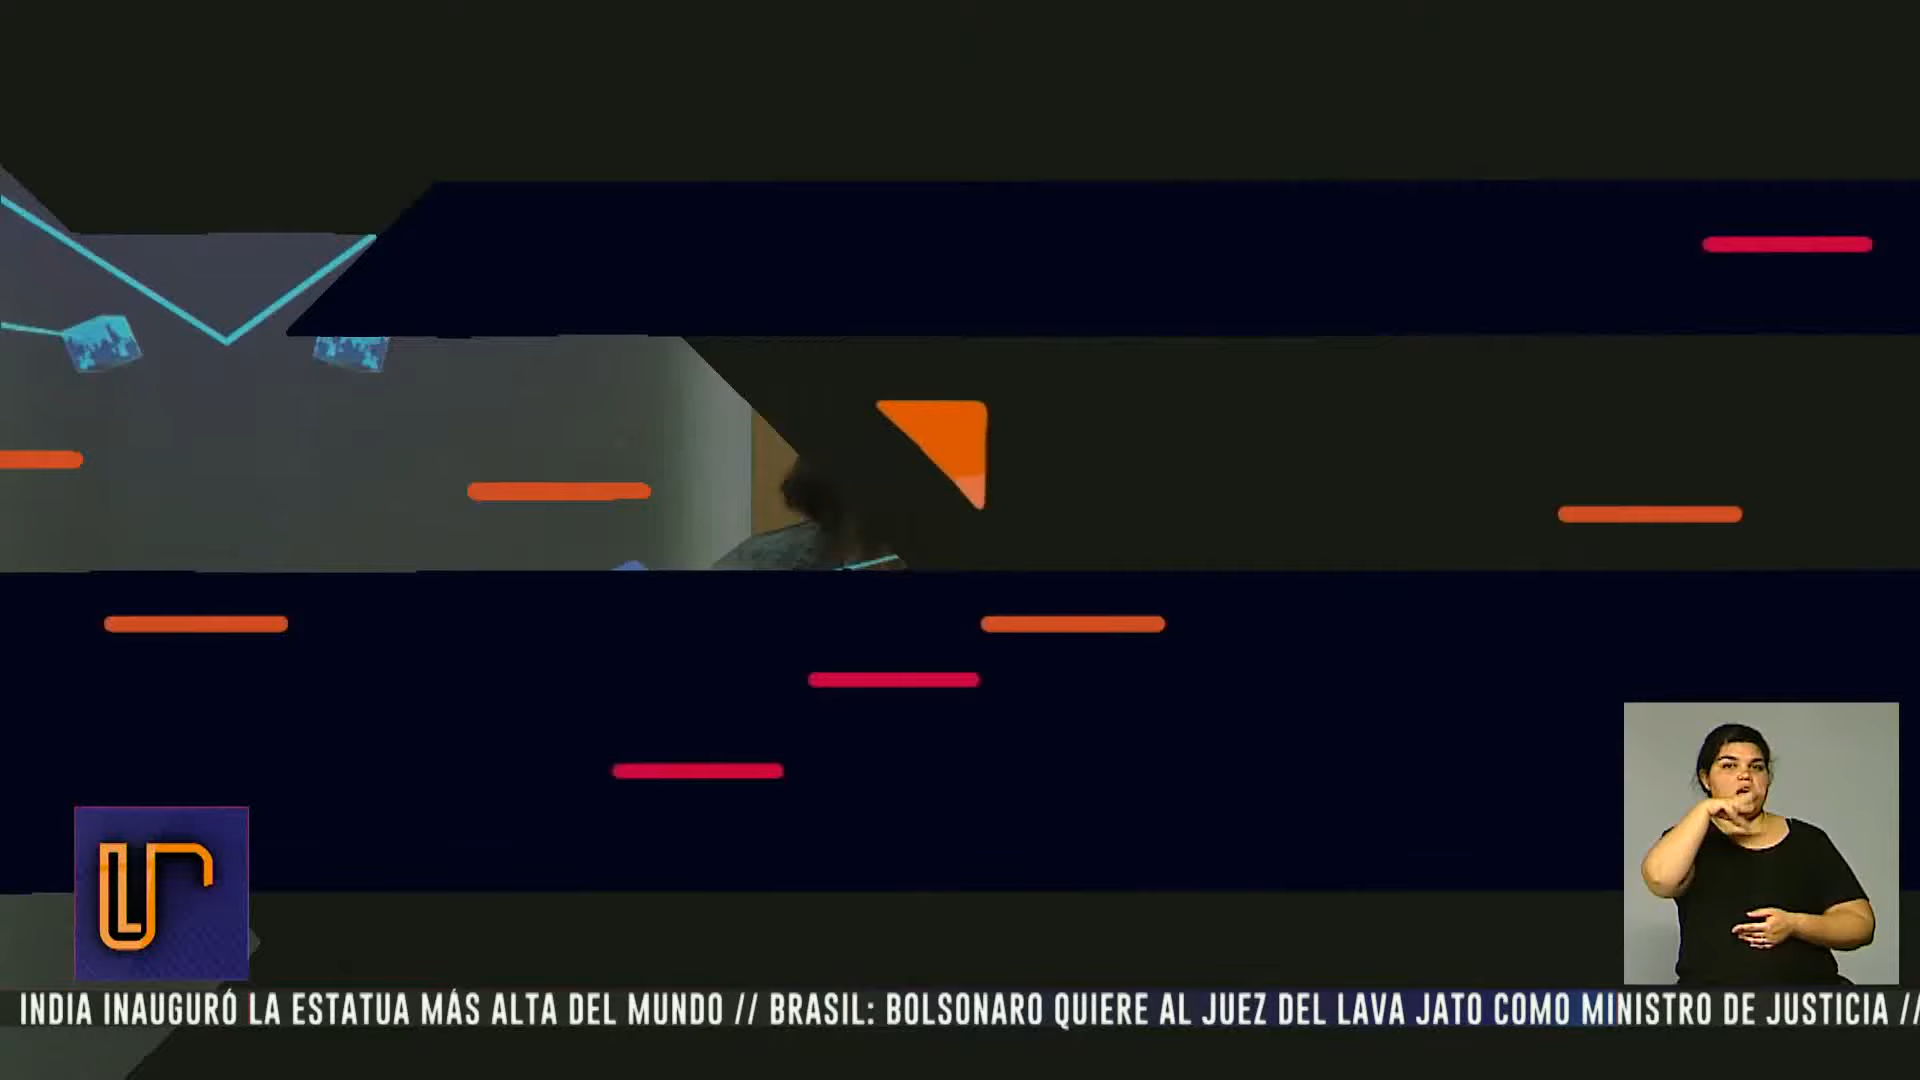 INDIA INAUGURÓ LA ESTATUA MÁS ALTA DEL MUNDO // BRASIL: BOLSONARO QUIERE AL JUEZ DEL LAVA JATO COMO MINISTRO DE JUSTICIA //